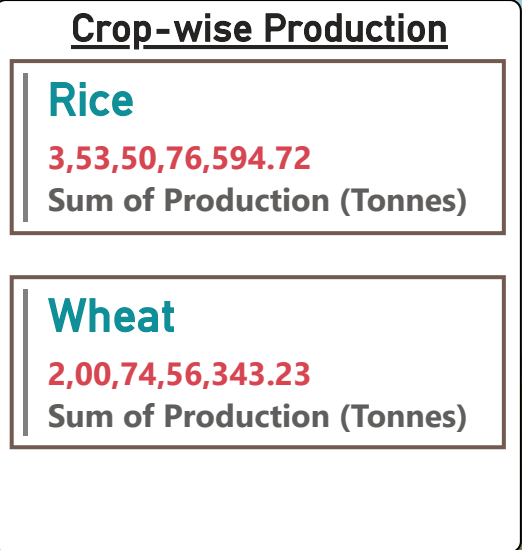 Crop-wise Production
Rice
3,53,50,76,594.72
Sum of Production (Tonnes)
Wheat
2,00,74,56,343.23
Sum of Production (Tonnes)